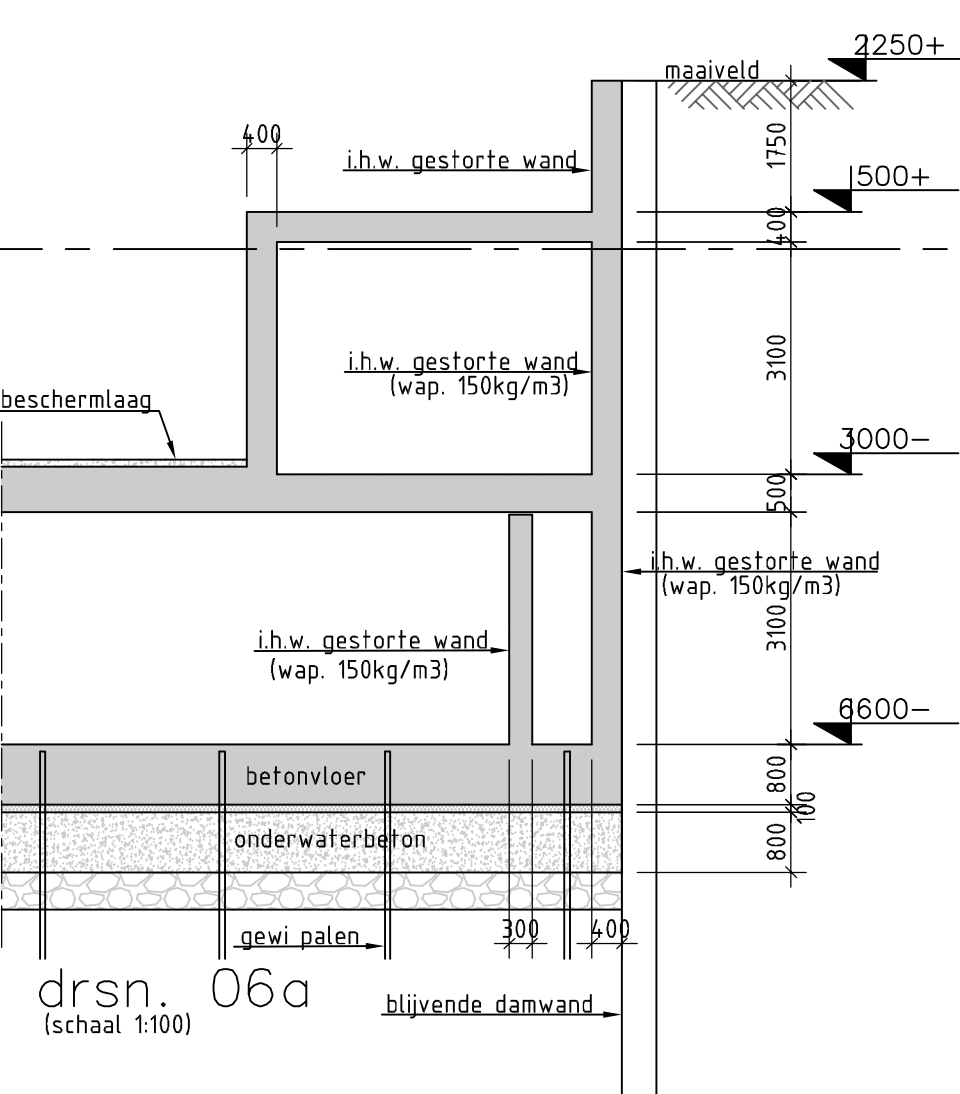 2250+
maaiveld
400
1750
i.h.w. gestorte wand
500+
400
3100
i.h.w. gestorte wand
(wap. 150kg/m3)
beschermlaag
3000-
500
i.h.w. gestorte wand
(wap. 150kg/m3)
3100
i.h.w. gestorte wand
(wap. 150kg/m3)
6600-
betonvloer
800
100
onderwaterbeton
800
300
400
gewi palen
drsn. 06a
(schaal 1:100)
blijvende damwand